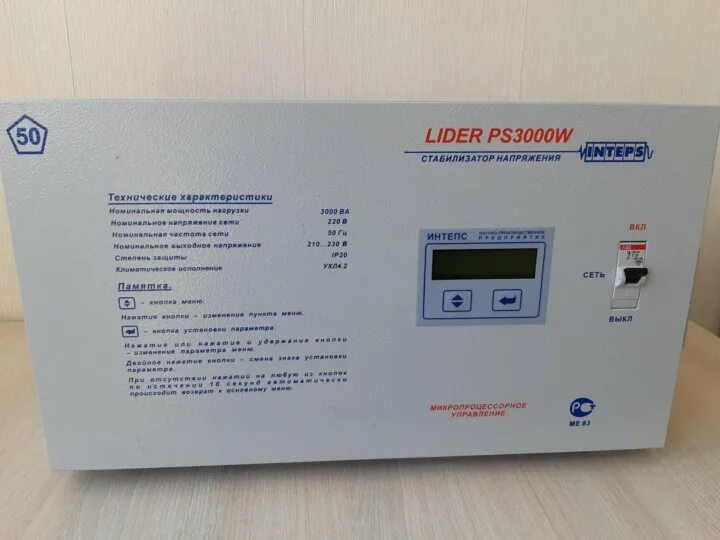 50
LIDER PS3000W
СТАБИЛИЗАТОР НАПРЯЖЕНИЯ
INTEPS
Технические характеристики
Номинальная мощность нагрузки 3000 ВА
Номинальное напряжение сети 220 В
Номинальная частота сети 50 Гц
Номинальное выходное напряжение 210...230 В
Степень защиты IP20
Климатическое исполнение УХЛ4.2
Памятка.
– кнопка меню.
Нажатие кнопки – изменение пункта меню.
– кнопка установки параметра.
Нажатие или нажатие и удержание кнопки
– изменение параметра меню.
Двойное нажатие кнопки – смена знака установки
параметра.
При отсутствии нажатий на любую из кнопок
по истечении 10 секунд автоматически
происходит возврат к основному меню.
ИНТЕПС
НАУЧНО-ПРОИЗВОДСТВЕННОЕ
ПРЕДПРИЯТИЕ
ВКЛ
СЕТЬ
ВЫКЛ
МИКРОПРОЦЕССОРНОЕ
УПРАВЛЕНИЕ
РС
МЕ 83